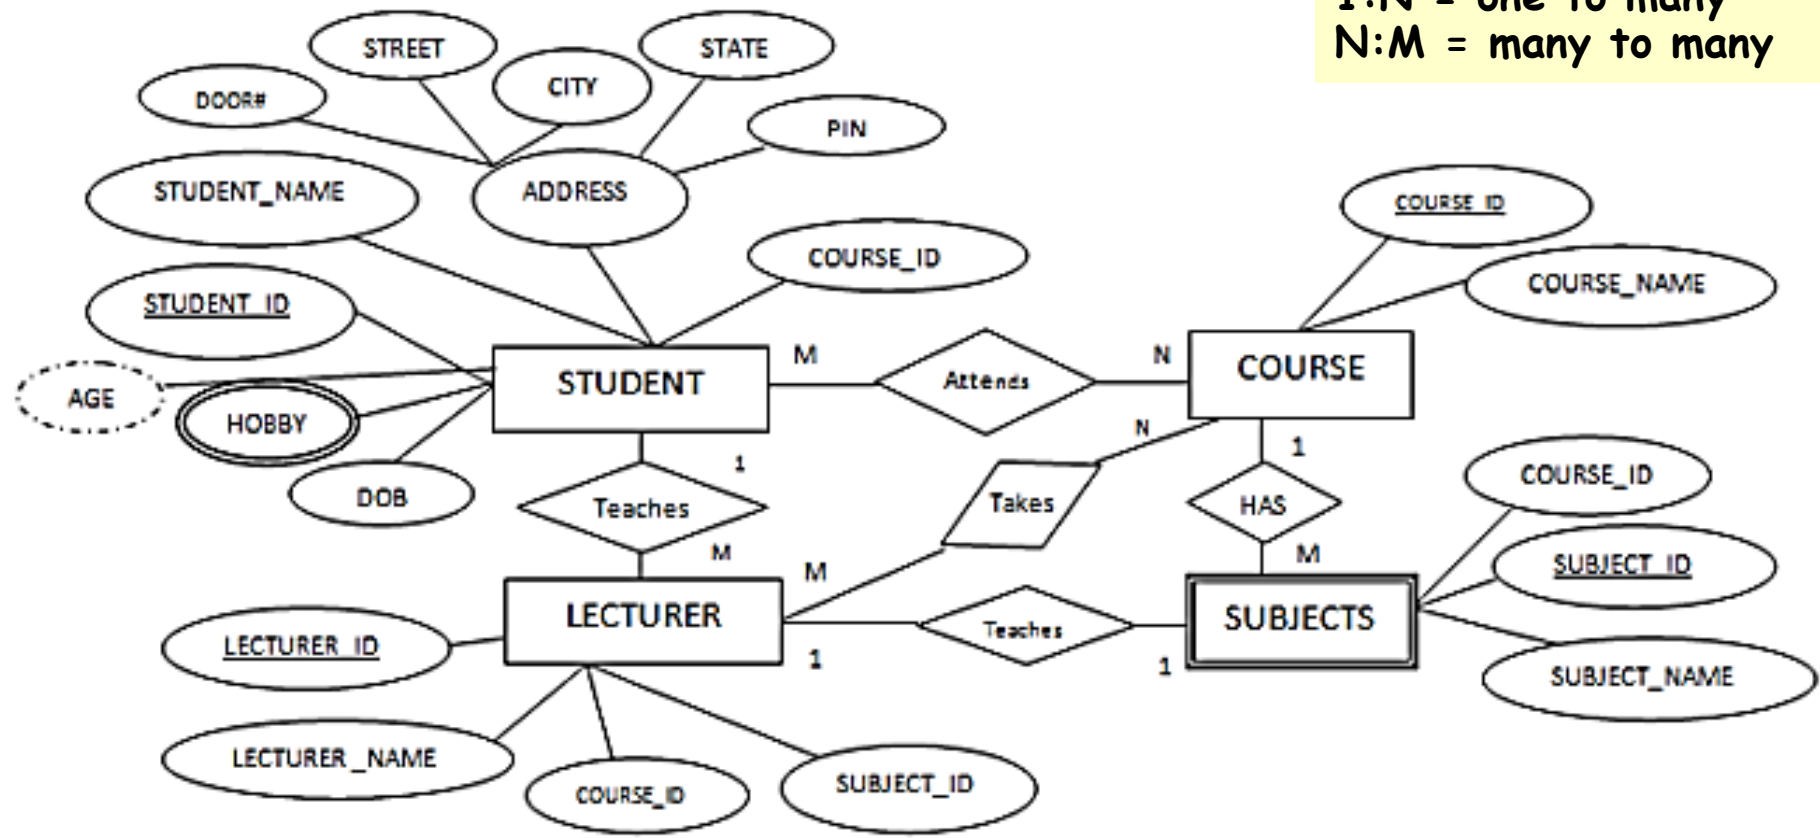 1:N = one to many
N:M = many to many
STREET
STATE
CITY
DOOR#
PIN
STUDENT_NAME
ADDRESS
COURSE_ID
COURSE_ID
COURSE_NAME
STUDENT_ID
AGE
HOBBY
DOB
STUDENT
M
Attends
N
COURSE
1
Teaches
M
N
Takes
M
1
HAS
M
COURSE_ID
SUBJECT_ID
SUBJECT_NAME
LECTURER
1
Teaches
1
SUBJECTS
LECTURER_ID
LECTURER_NAME
COURSE_ID
SUBJECT_ID